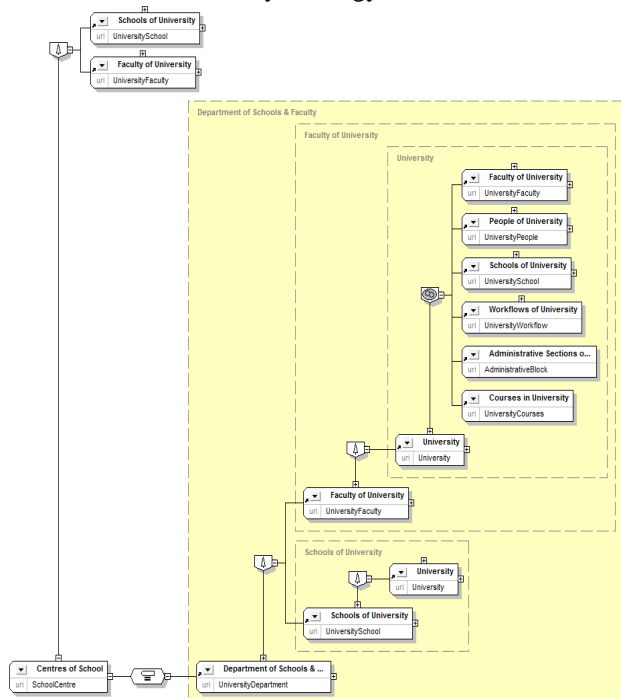 Schools of University
uri UniversitySchool
Faculty of University
uri UniversityFaculty
Department of Schools & Faculty
Faculty of University
University
Faculty of University
uri UniversityFaculty
People of University
uri UniversityPeople
Schools of University
uri UniversitySchool
Workflows of University
uri UniversityWorkflow
Administrative Sections o...
uri AdministrativeBlock
Courses in University
uri UniversityCourses
University
uri University
Faculty of University
uri UniversityFaculty
Schools of University
University
uri University
Schools of University
uri UniversitySchool
Centres of School
uri SchoolCentre
Department of Schools & ...
uri UniversityDepartment